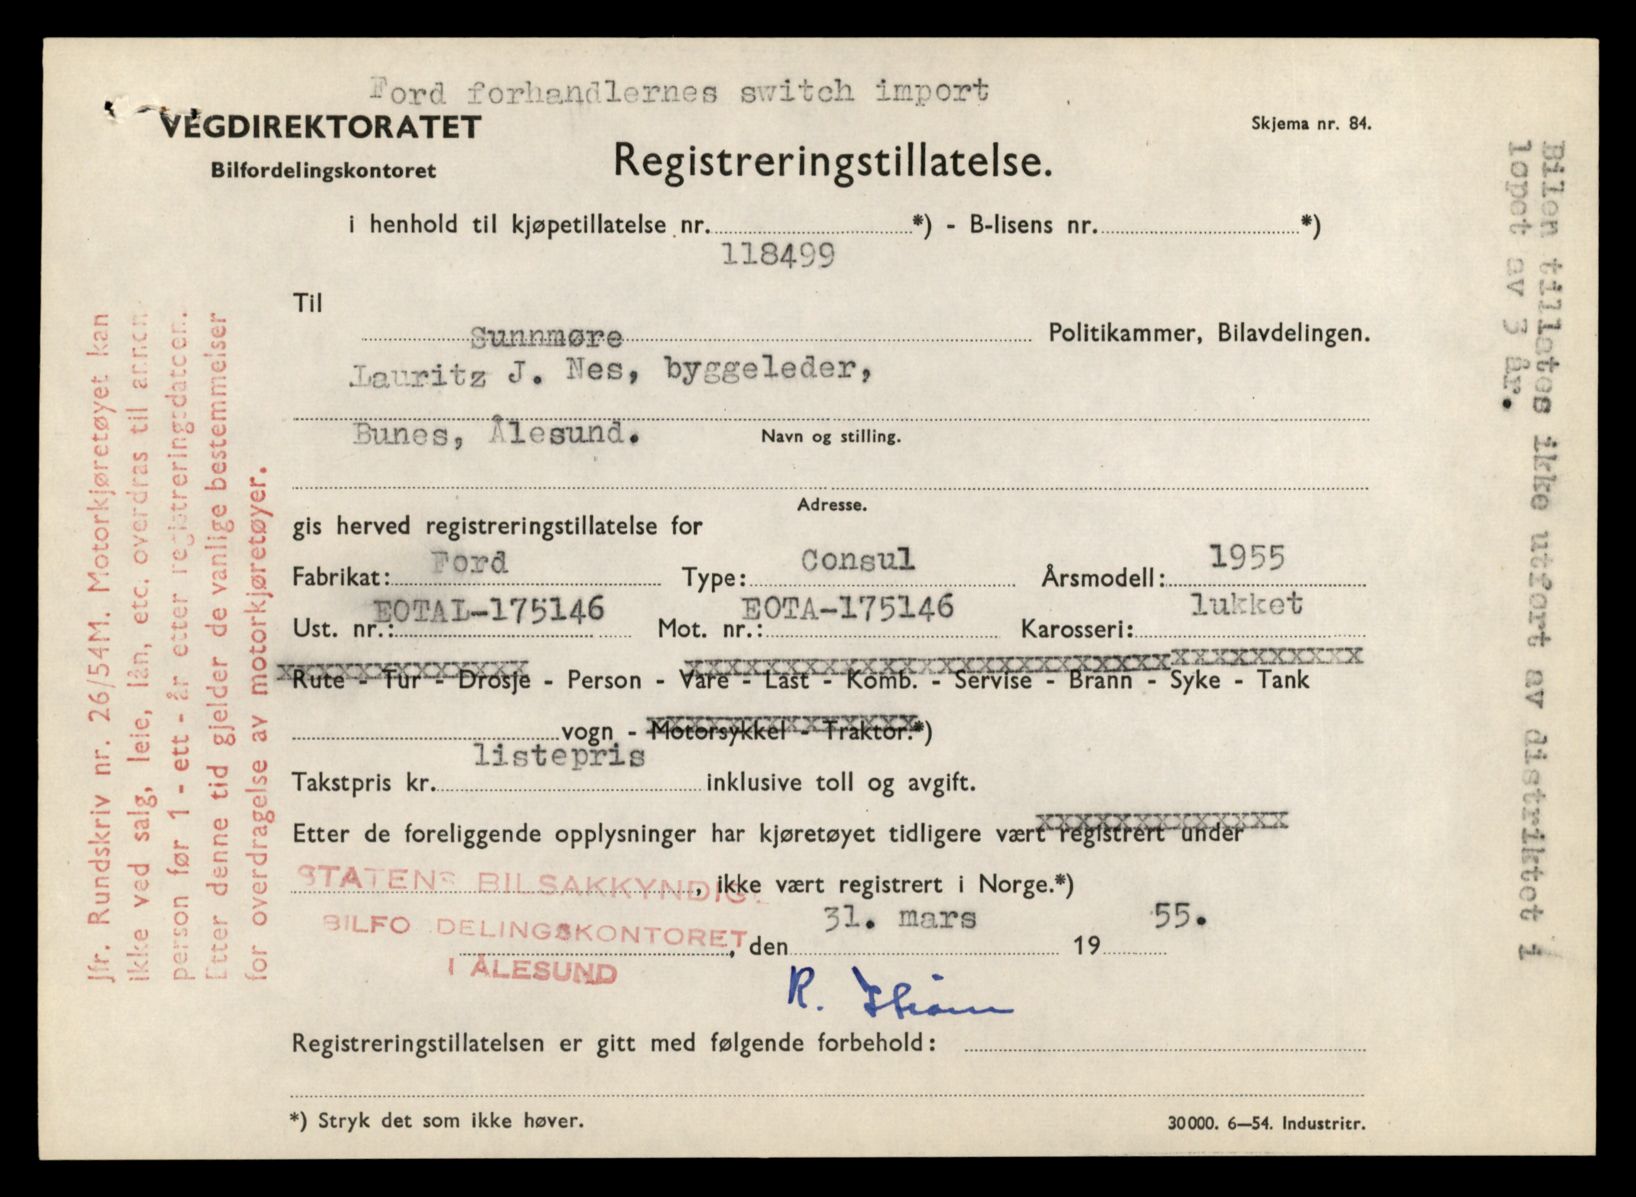 Ford forhandlernes switch import
VEGDIREKTORATET
Bilfordelingskontoret
Skjema nr. 84.
Registreringstillatelse.
i henhold til kjøpetillatelse nr. *) - B-lisens nr. *)
118499
Til
Sunnmøre Politikammer, Bilavdelingen.
Lauritz J. Nes, byggeleder,
Bunes, Ålesund.
Navn og stilling.
Adresse.
gis herved registreringstillatelse for
Fabrikat: Ford Type: Consul Årsmodell: 1955
Ust. nr.: EOTAL-175146 Mot. nr.: EOTA-175146 Karosseri: lukket
Rute - Tur - Drosje - Person - Vare - Last - Komb. - Servise - Brann - Syke - Tank
vogn - Motorsykkel - Traktor.*)
Takstpris kr. listepris inklusive toll og avgift.
Etter de foreliggende opplysninger har kjøretøyet tidligere vært registrert under
, ikke vært registrert i Norge.*)
STATENS BILSAKKYNDIG
BILFO DELINGSKONTORET
I ÅLESUND
, den 31. mars 19 55.
R.
Registreringstillatelsen er gitt med følgende forbehold:
*) Stryk det som ikke høver.
30000. 6—54. Industritr.
Jfr. Rundskriv nr. 26/54M. Motorkjøretøyet kan
ikke ved salg, leie, lån, etc. overdras til annen
person før 1 - ett - år etter registreringsdatoen.
Etter denne tid gjelder de vanlige bestemmelser
for overdragelse av motorkjøretøyer.
Bilen tillates ikke utført av distriktet i
løpet av 3 år.